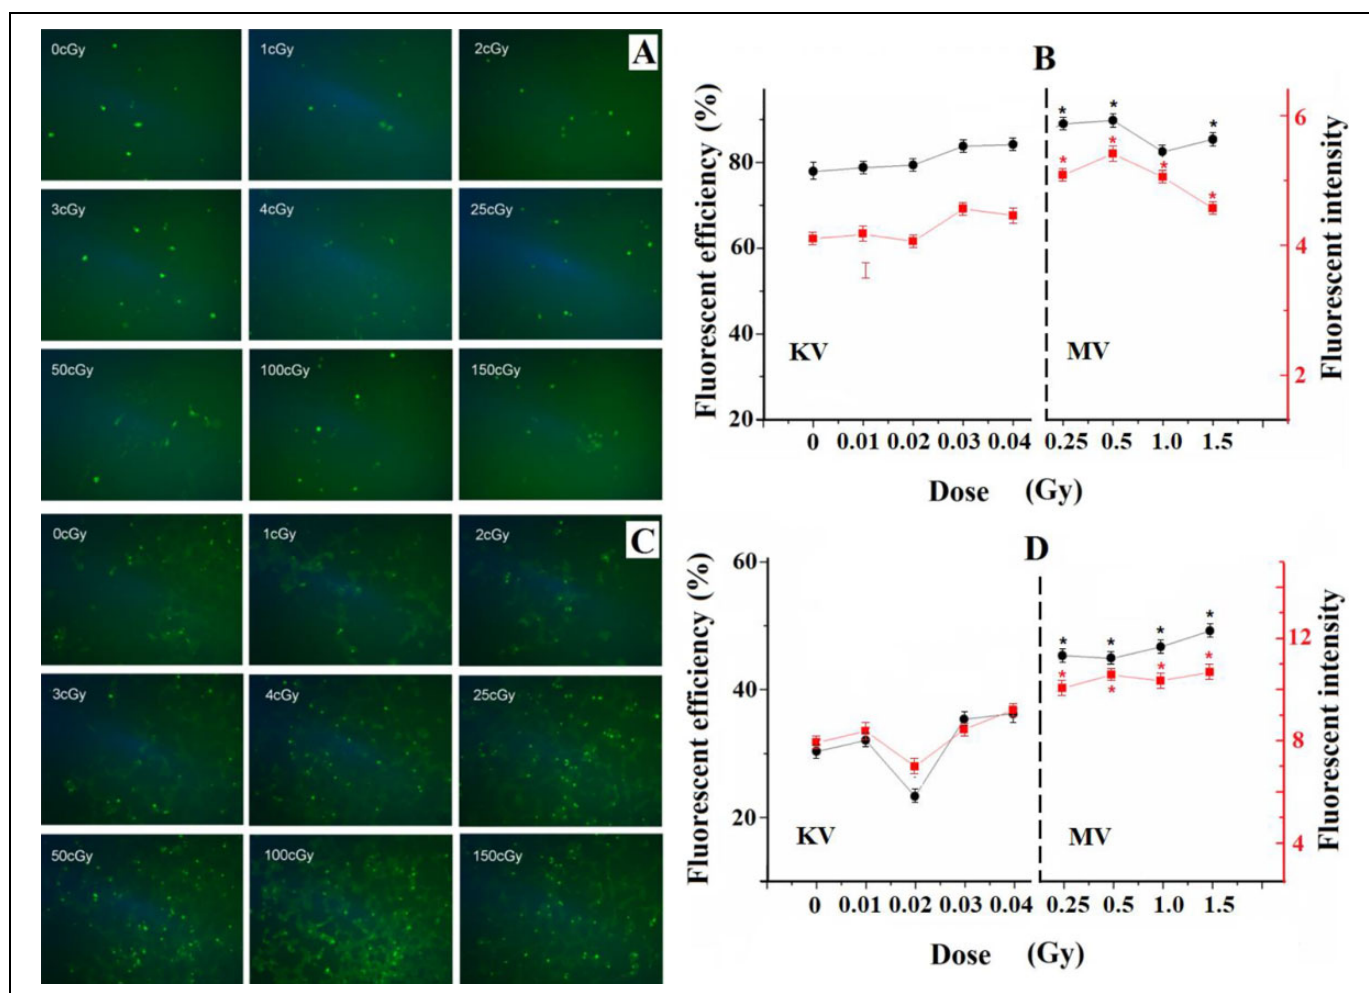 A
0cGy
1cGy
2cGy
3cGy
4cGy
25cGy
50cGy
100cGy
150cGy
B
Fluorescent efficiency (%)
80
60
40
20
KV
MV
* * *
* * * *
6
4
2
Fluorescent intensity
0 0.01 0.02 0.03 0.04 0.25 0.5 1.0 1.5
Dose (Gy)
C
0cGy
1cGy
2cGy
3cGy
4cGy
25cGy
50cGy
100cGy
150cGy
D
Fluorescent efficiency (%)
60
40
20
KV
MV
* * * *
* * * *
12
8
4
Fluorescent intensity
0 0.01 0.02 0.03 0.04 0.25 0.5 1.0 1.5
Dose (Gy)